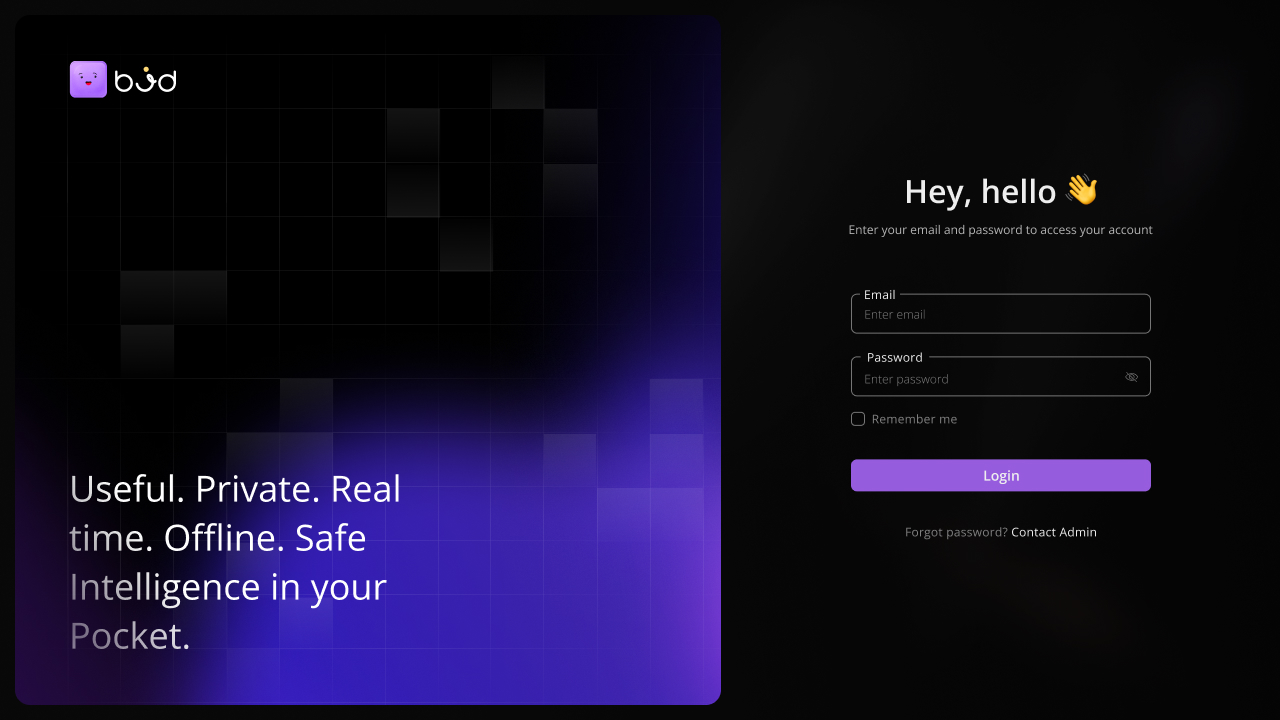 bud
Useful. Private. Real
time. Offline. Safe
Intelligence in your
Pocket.
Hey, hello 👋
Enter your email and password to access your account
Email
Enter email
Password
Enter password
Remember me
Login
Forgot password? Contact Admin